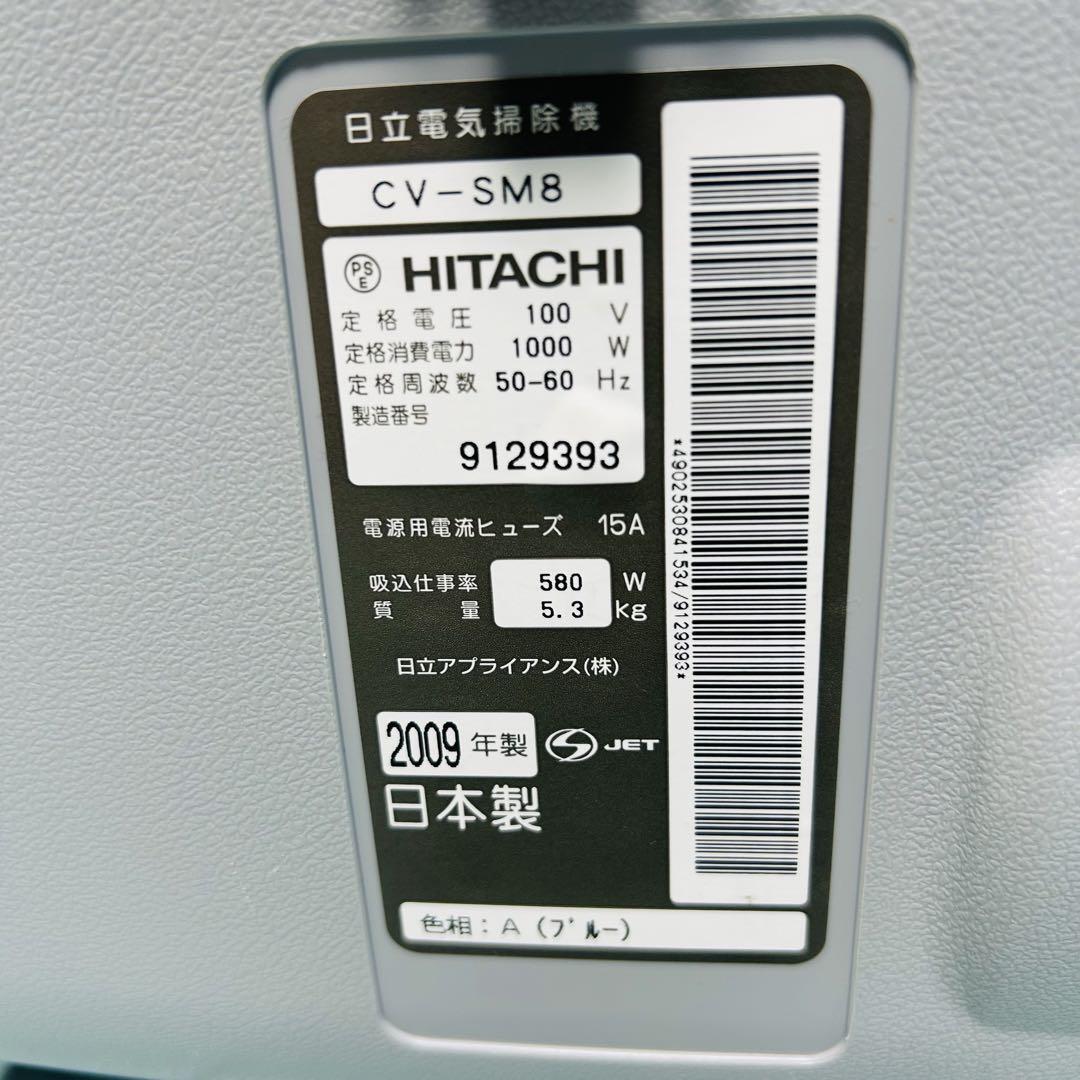 日立電気掃除機
CV-SM8
PSE HITACHI
定格電圧 100 V
定格消費電力 1000 W
定格周波数 50-60 Hz
製造番号
9129393
電源用電流ヒューズ 15A
吸込仕事率 580 W
質量 5.3 kg
日立アプライアンス(株)
2009 年製 S JET
日本製
色相：A (ブルー)
*4902530841534/9129393*